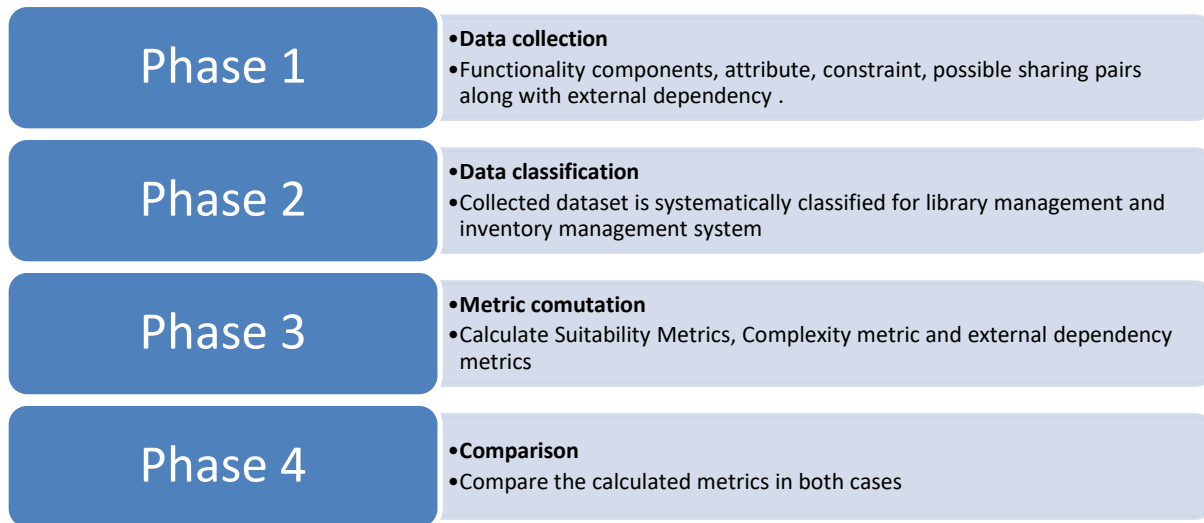 Phase 1
•Data collection
•Functionality components, attribute, constraint, possible sharing pairs
along with external dependency .
Phase 2
•Data classification
•Collected dataset is systematically classified for library management and
inventory management system
Phase 3
•Metric comutation
•Calculate Suitability Metrics, Complexity metric and external dependency
metrics
Phase 4
•Comparison
•Compare the calculated metrics in both cases